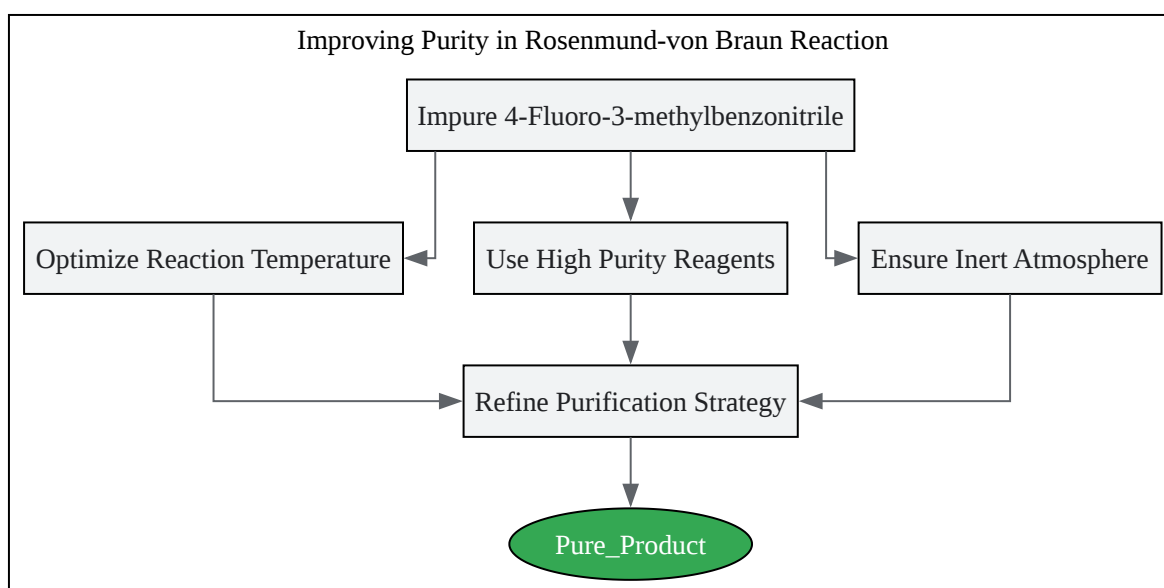 Improving Purity in Rosenmund-von Braun Reaction
Impure 4-Fluoro-3-methylbenzonitrile
Optimize Reaction Temperature
Use High Purity Reagents
Ensure Inert Atmosphere
Refine Purification Strategy
Pure_Product